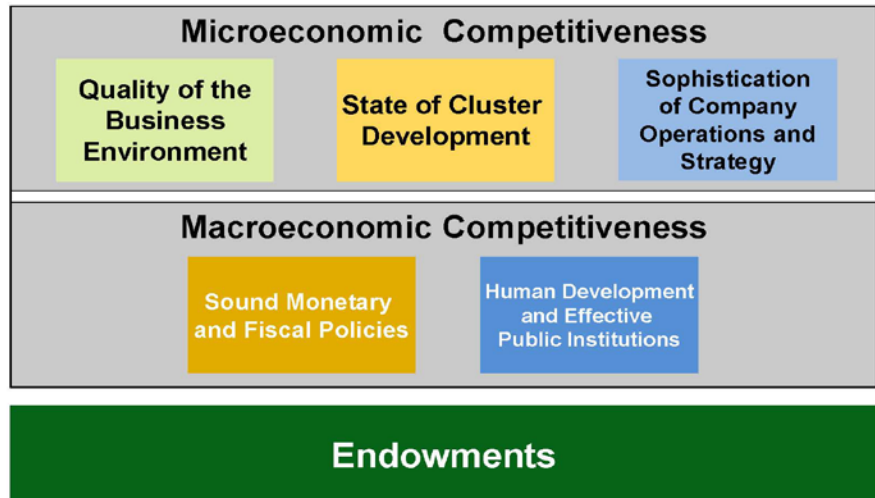 Microeconomic Competitiveness
Quality of the
Business
Environment
State of Cluster
Development
Sophistication
of Company
Operations and
Strategy
Macroeconomic Competitiveness
Sound Monetary
and Fiscal Policies
Human Development
and Effective
Public Institutions
Endowments